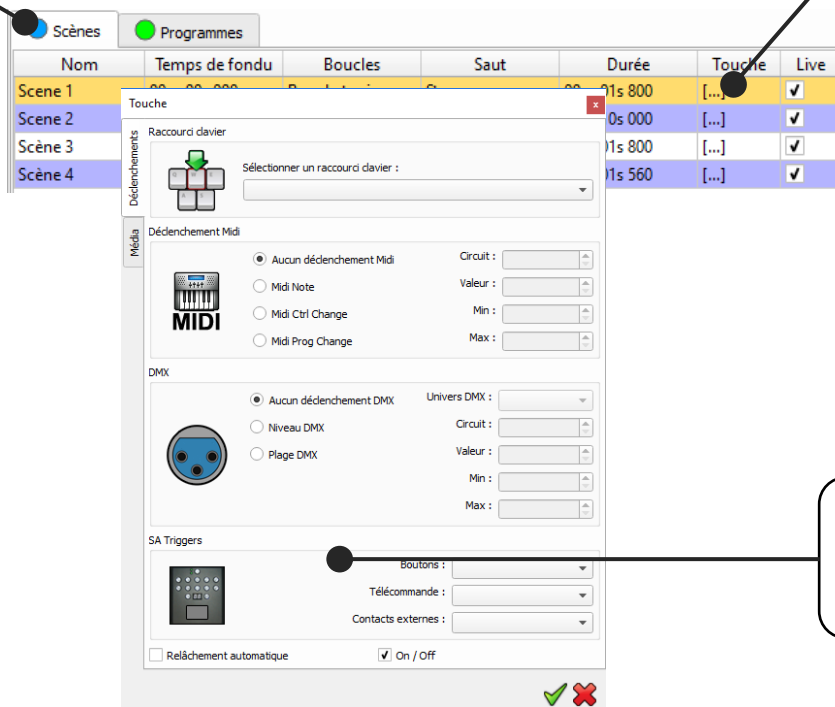 Scènes Programmes
Nom Temps de fondu Boucles Saut Durée Touche Live
Scene 1 01s 800 [...]
Scene 2 0s 000 [...]
Scène 3 01s 800 [...]
Scène 4 01s 560 [...]
Touche x
Déclenchements
Média
Raccourci clavier
Sélectionner un raccourci clavier :
Déclenchement Midi
Aucun déclenchement Midi Circuit :
Midi Note Valeur :
Midi Ctrl Change Min :
Midi Prog Change Max :
MIDI
DMX
Aucun déclenchement DMX Univers DMX :
Niveau DMX Circuit :
Plage DMX Valeur :
Min :
Max :
SA Triggers
Boutons :
Télécommande :
Contacts externes :
Relâchement automatique On / Off